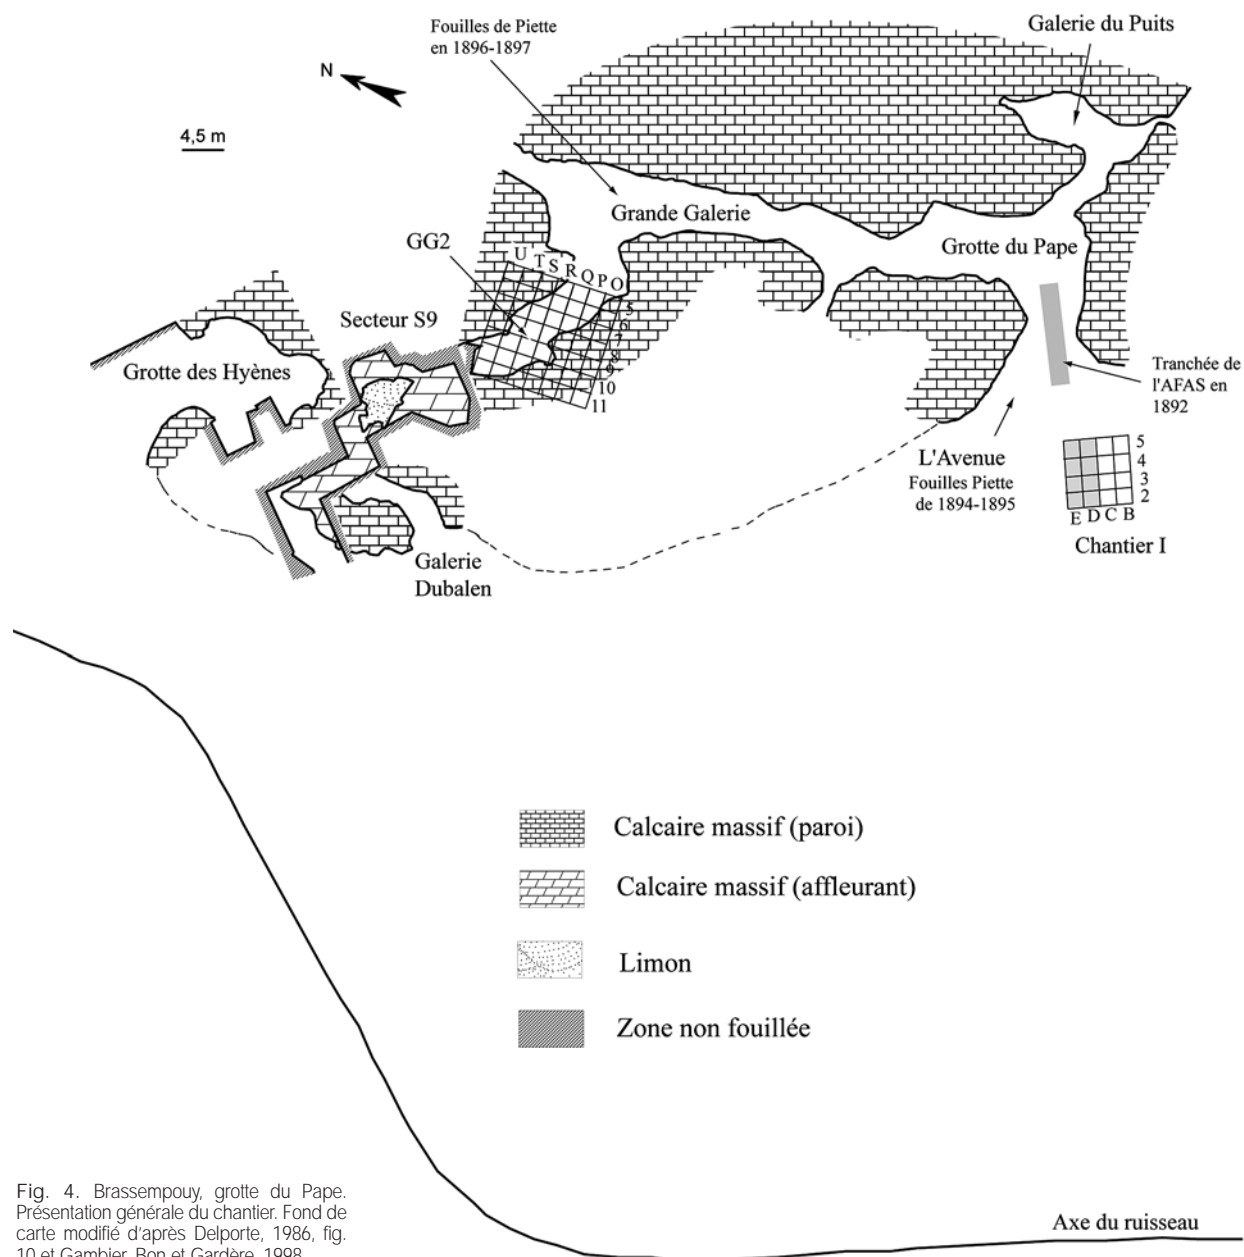 Fouilles de Piette
en 1896-1897
Galerie du Puits
N
4,5 m
Grande Galerie
GG2
U T S R Q P O
5
6
7
8
9
10
11
Grotte du Pape
Secteur S9
Grotte des Hyènes
Tranchée de
l'AFAS en
1892
L'Avenue
Fouilles Piette
de 1894-1895
5
4
3
2
E D C B
Chantier I
Galerie
Dubalen
Calcaire massif (paroi)
Calcaire massif (affleurant)
Limon
Zone non fouillée
Axe du ruisseau
Fig. 4. Brassempouy, grotte du Pape.
Présentation générale du chantier. Fond de
carte modifié d'après Delporte, 1986, fig.
10 et Gambier, Bon et Gardère, 1998